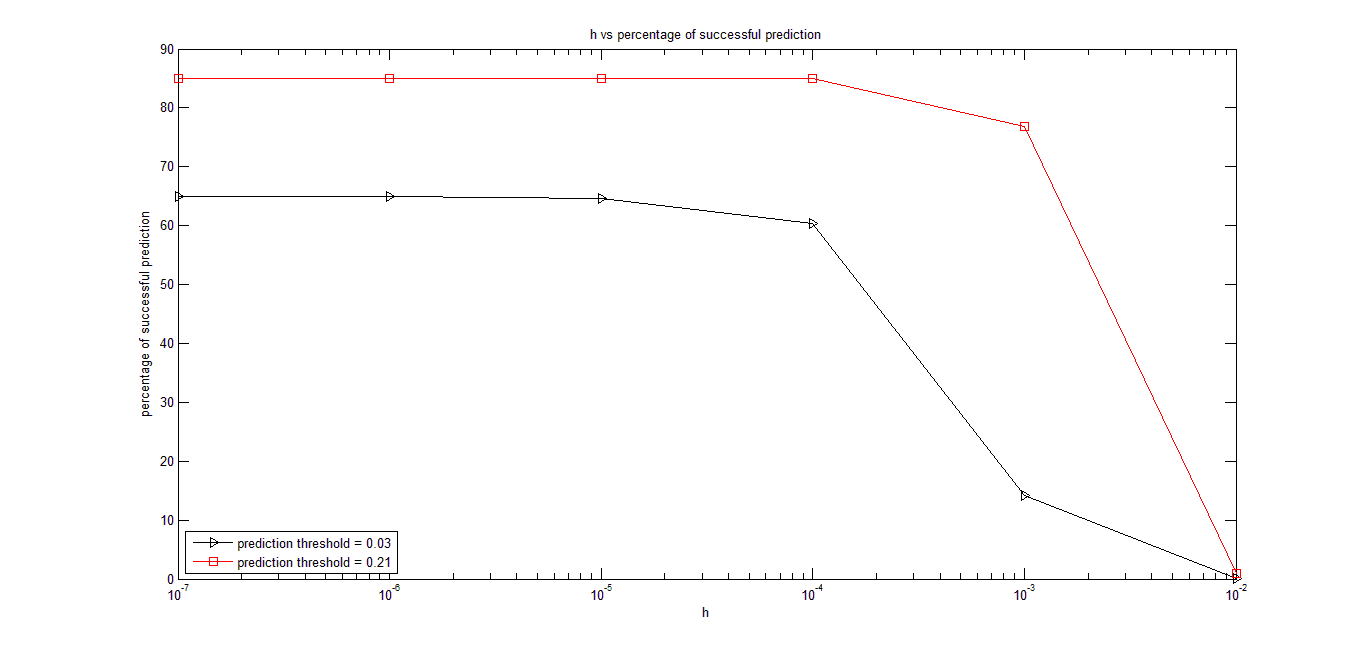 h vs percentage of successful prediction
90
80
70
60
50
40
30
20
10
0
percentage of successful prediction
prediction threshold = 0.03
prediction threshold = 0.21
10^-7 10^-6 10^-5 10^-4 10^-3 10^-2
h